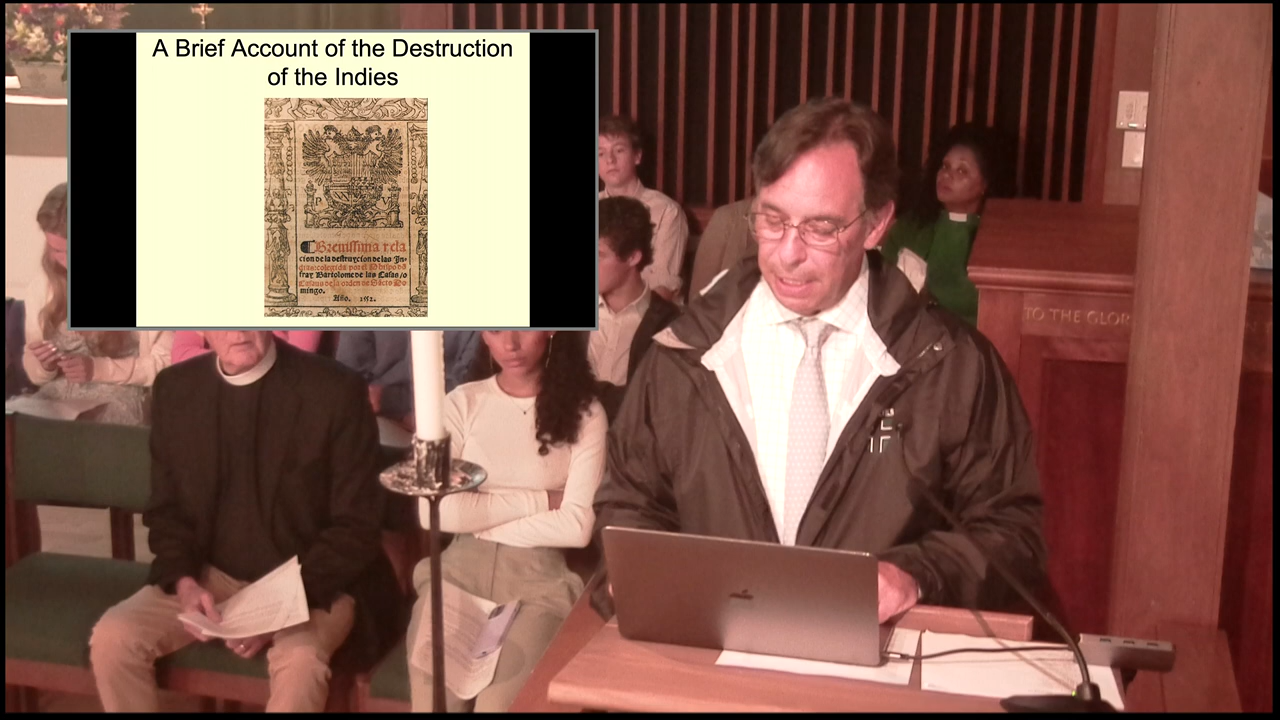 A Brief Account of the Destruction
of the Indies
P V
Breuissima rela
cion de la destruycion de las In-
dias: colegida por el Obispo dõ
fray Bartolome de las Casas/o
Casaus de la orden de Sãcto Do
mingo.
Año. 1552.
TO THE GLOR